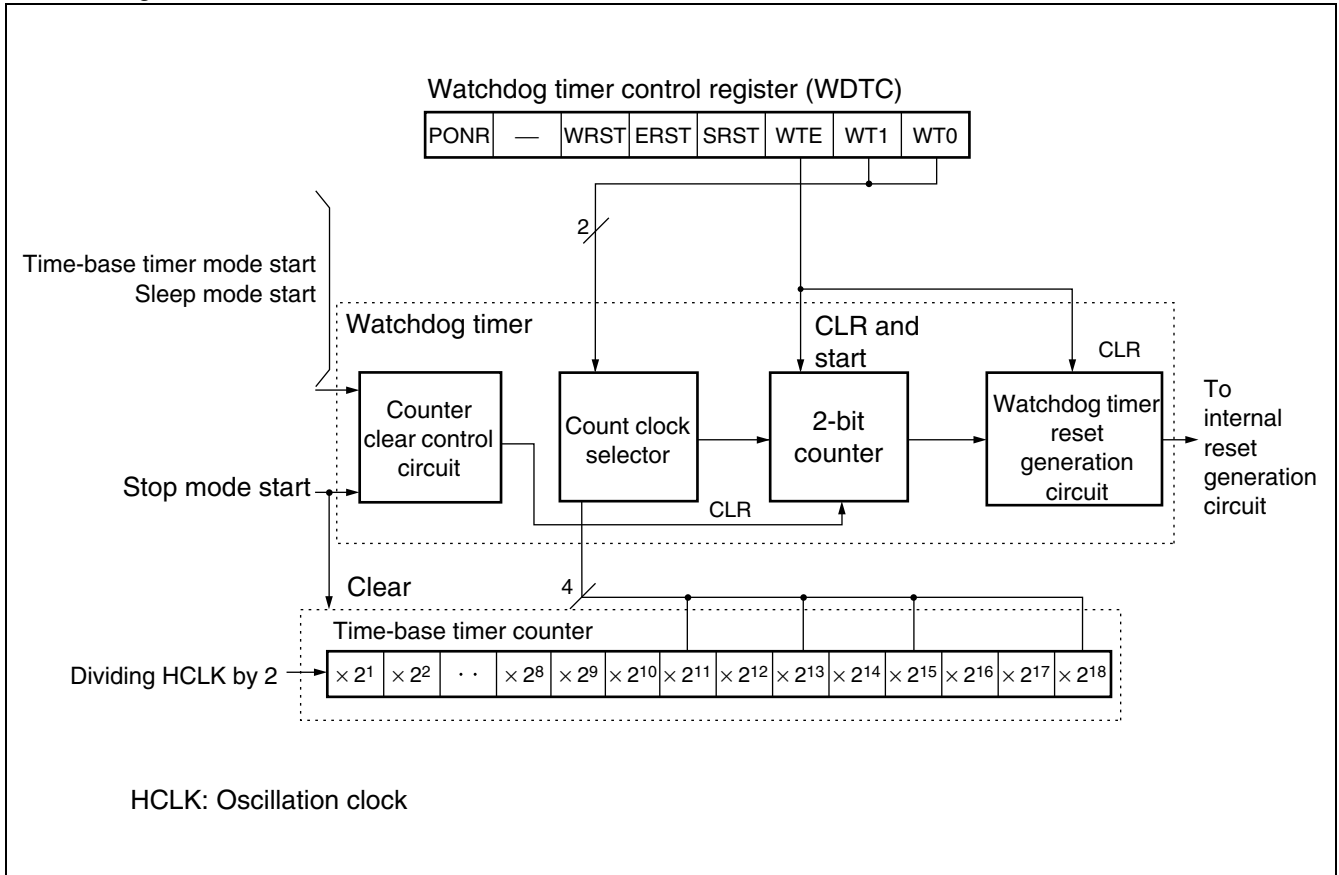 Watchdog timer control register (WDTC)
PONR — WRST ERST SRST WTE WT1 WT0
2
Time-base timer mode start
Sleep mode start
Watchdog timer
CLR and
start
CLR
Counter
clear control
circuit
Count clock
selector
2-bit
counter
Watchdog timer
reset
generation
circuit
To
internal
reset
generation
circuit
Stop mode start
CLR
Clear
4
Time-base timer counter
Dividing HCLK by 2
× 2¹ × 2² · · × 2⁸ × 2⁹ × 2¹⁰ × 2¹¹ × 2¹² × 2¹³ × 2¹⁴ × 2¹⁵ × 2¹⁶ × 2¹⁷ × 2¹⁸
HCLK: Oscillation clock